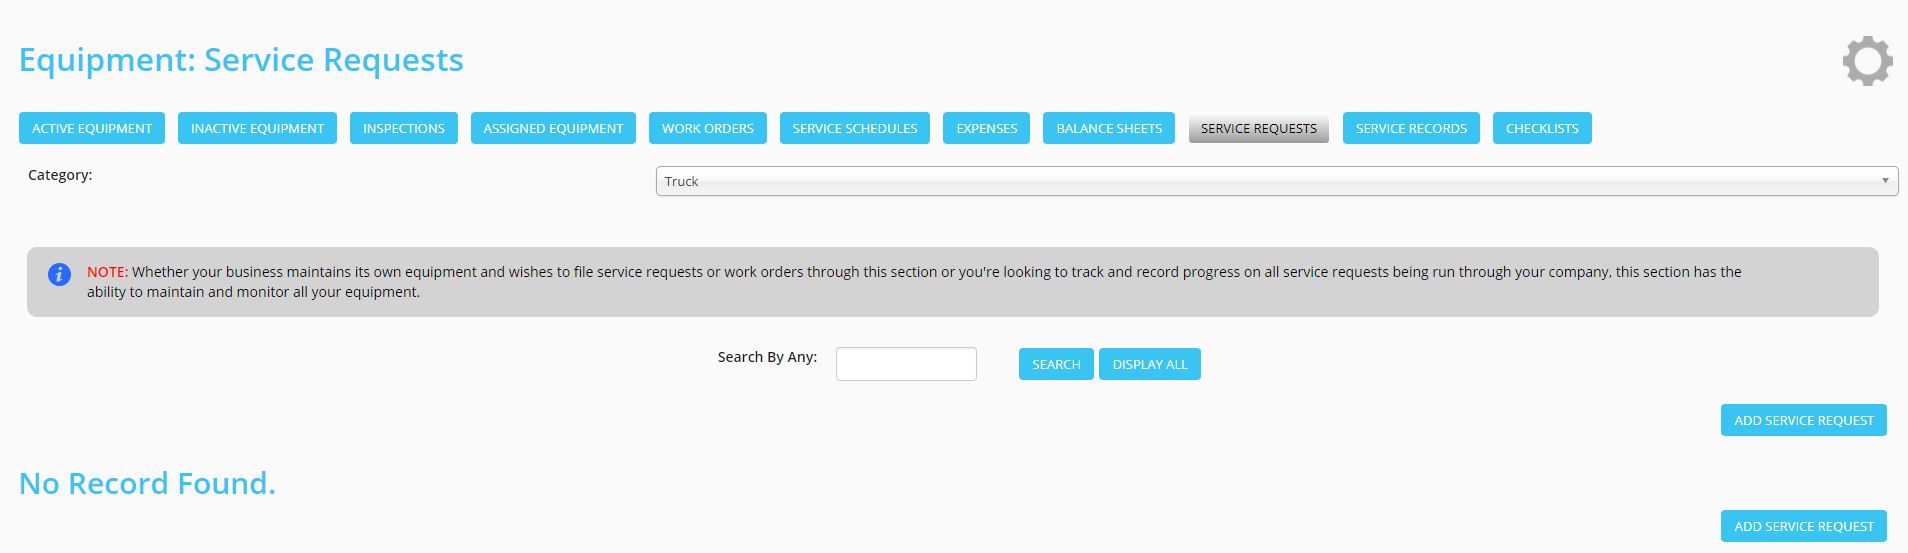 Equipment: Service Requests
ACTIVE EQUIPMENT INACTIVE EQUIPMENT INSPECTIONS ASSIGNED EQUIPMENT WORK ORDERS SERVICE SCHEDULES EXPENSES BALANCE SHEETS SERVICE REQUESTS SERVICE RECORDS CHECKLISTS
Category: Truck
NOTE: Whether your business maintains its own equipment and wishes to file service requests or work orders through this section or you're looking to track and record progress on all service requests being run through your company, this section has the
ability to maintain and monitor all your equipment.
Search By Any: SEARCH DISPLAY ALL
ADD SERVICE REQUEST
No Record Found.
ADD SERVICE REQUEST